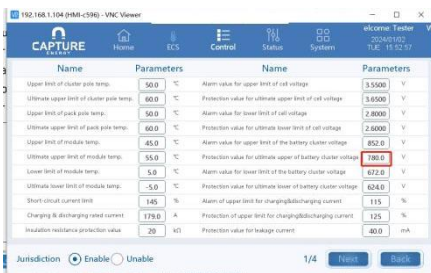 192.168.1.104 (HMI-c596) - VNC Viewer
CAPTURE
ENERGY
Home
ECS
Control
Status
System
elcome: Tester
2024/01/02
TUE 15:52:57
Name Parameters Name Parameters
Upper limit of cluster pole temp. 50.0 ℃ Alarm value for upper limit of cell voltage 3.5500 V
Ultimate upper limit of cluster pole temp. 60.0 ℃ Protection value for ultimate upper limit of cell voltage 3.6500 V
Upper limit of pack pole temp. 50.0 ℃ Alarm value for lower limit of cell voltage 2.8000 V
Ultimate upper limit of pack pole temp. 60.0 ℃ Protection value for ultimate lower limit of cell voltage 2.6000 V
Upper limit of module temp. 45.0 ℃ Alarm value for upper limit of the battery cluster voltage 852.0 V
Ultimate upper limit of module temp. 55.0 ℃ Protection value for ultimate upper of battery cluster voltage 780.0 V
Lower limit of module temp. 5.0 ℃ Alarm value for lower limit of the battery cluster voltage 672.0 V
Ultimate lower limit of module temp. -5.0 ℃ Protection value for ultimate lower of battery cluster voltage 624.0 V
Short-circuit current limit 145 % Alarm of upper limit for charging&discharging current 115 %
Charging & discharging rated current 179.0 A Protection of upper limit for charging&discharging current 125 %
Insulation resistance protection value 20 kΩ Protection value for leakage current 40.0 mA
Jurisdiction Enable Unable 1/4 Next Back